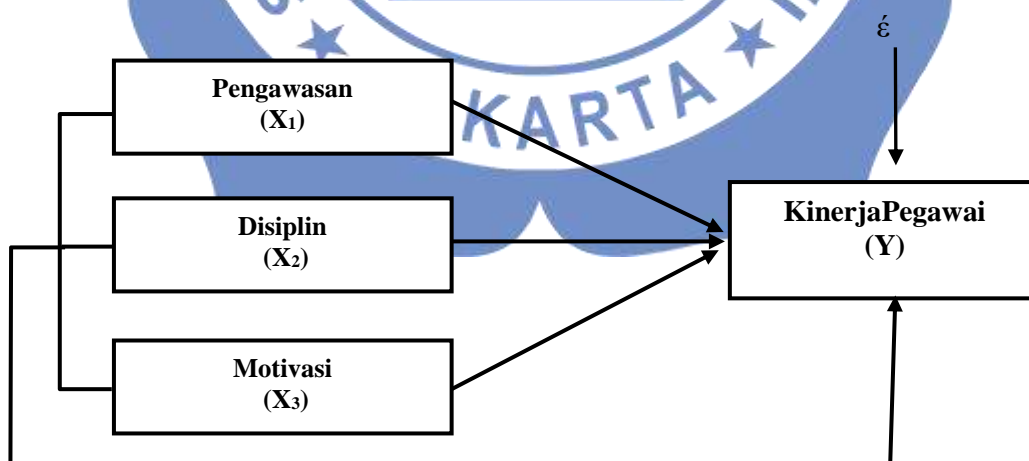 έ
Pengawasan
(X₁)
KARTA
Disiplin
(X₂)
KinerjaPegawai
(Y)
Motivasi
(X₃)